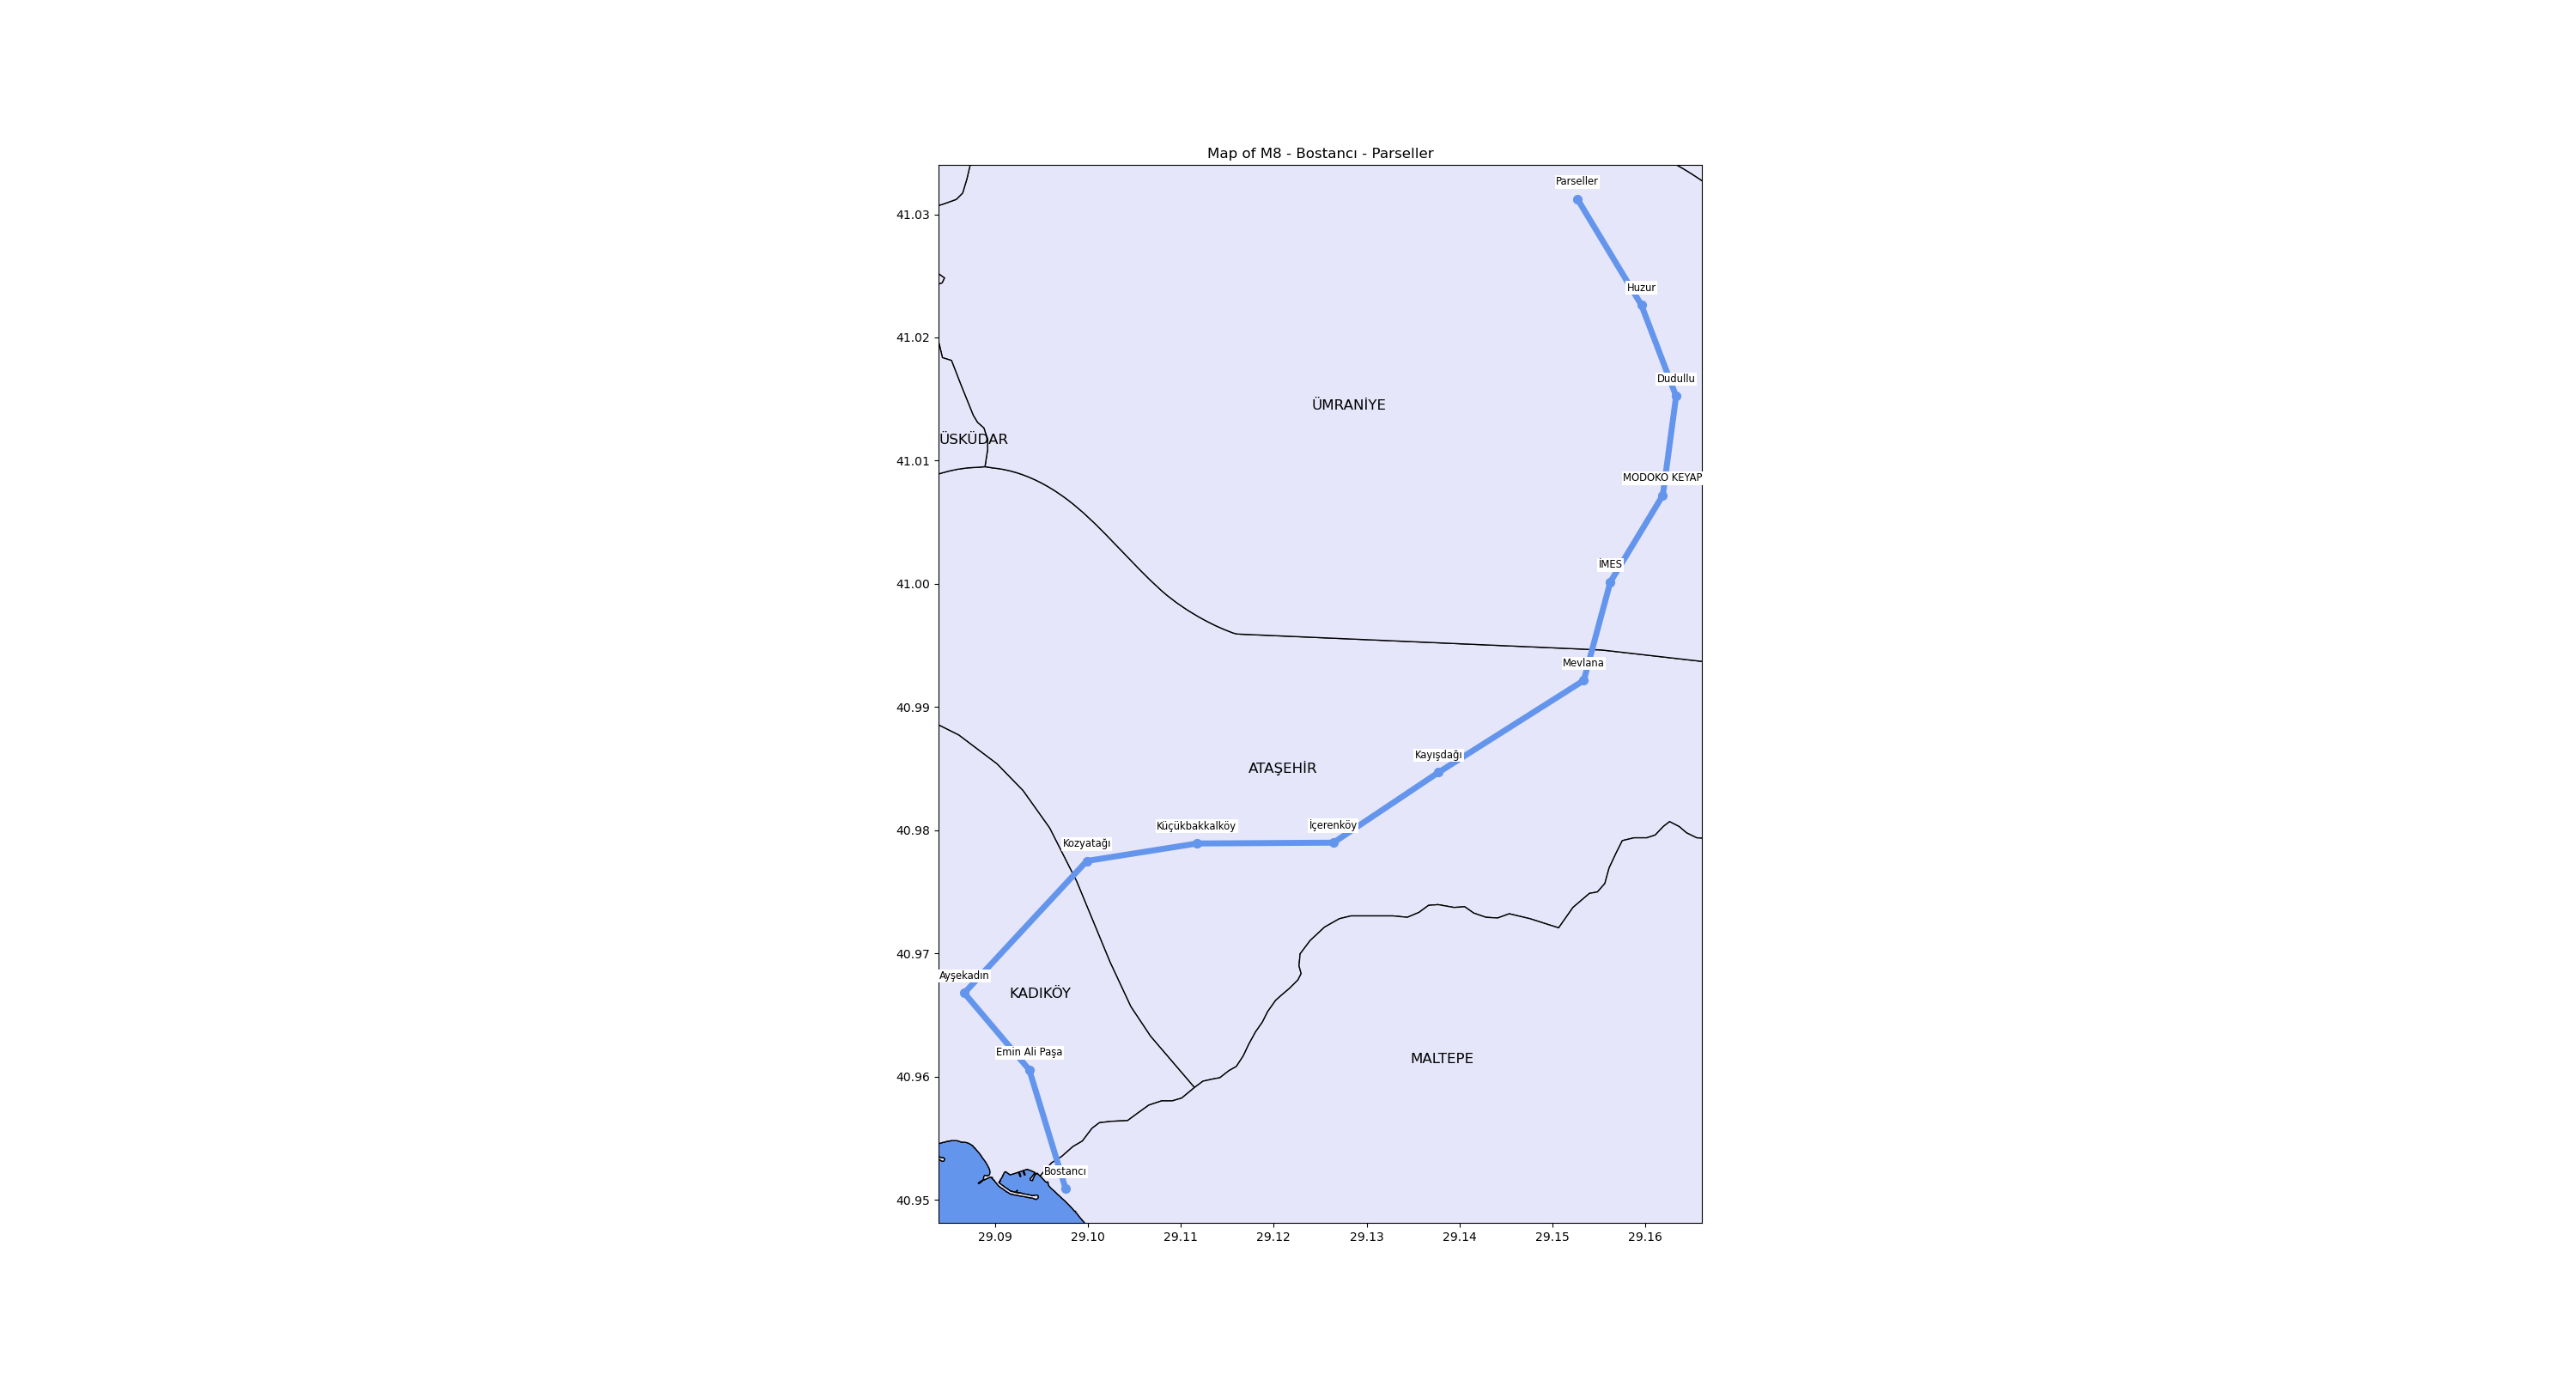 Map of M8 - Bostancı - Parseller
Parseller
41.03
Huzur
41.02
Dudullu
ÜMRANİYE
ÜSKÜDAR
41.01
MODOKO KEYAP
İMES
41.00
Mevlana
40.99
Kayışdağı
ATAŞEHİR
Küçükbakkalköy
İçerenköy
40.98
Kozyatağı
40.97
Ayşekadın
KADIKÖY
Emin Ali Paşa
MALTEPE
40.96
Bostancı
40.95
29.09
29.10
29.11
29.12
29.13
29.14
29.15
29.16